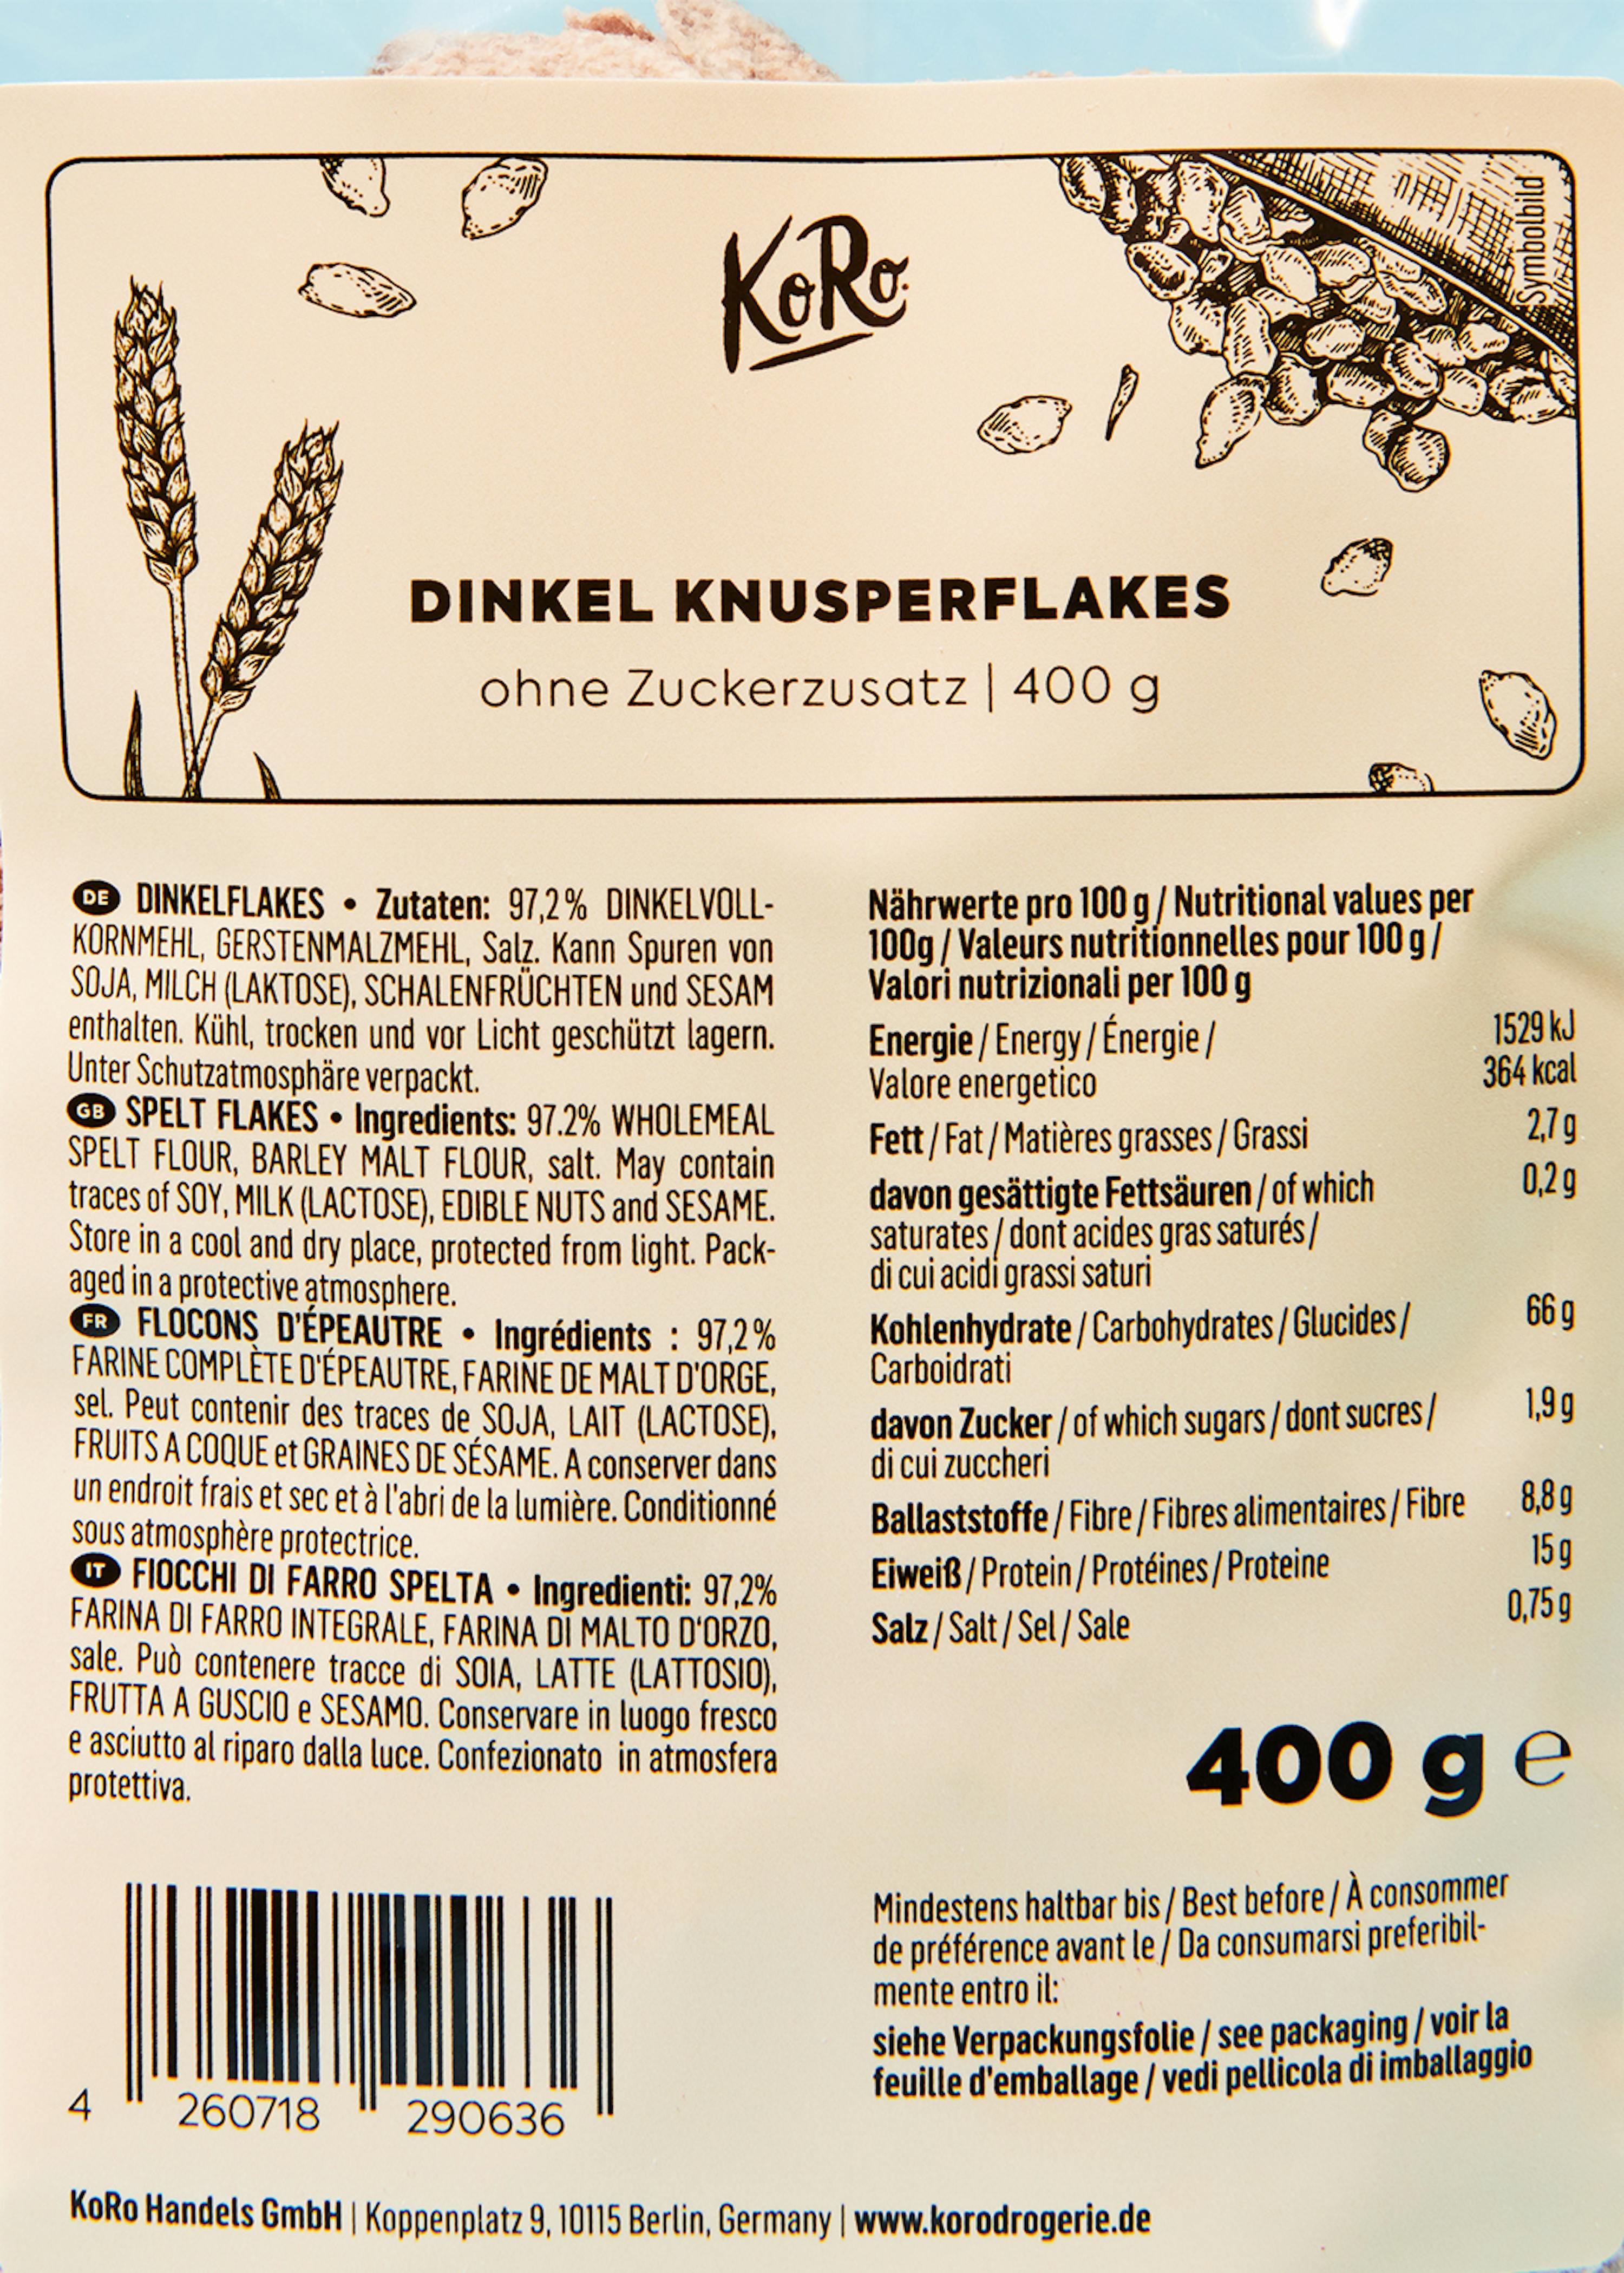 KoRo
Symbolbild
DINKEL KNUSPERFLAKES
ohne Zuckerzusatz | 400 g
DE DINKELFLAKES • Zutaten: 97,2% DINKELVOLL-
KORNMEHL, GERSTENMALZMEHL, Salz. Kann Spuren von
SOJA, MILCH (LAKTOSE), SCHALENFRÜCHTEN und SESAM
enthalten. Kühl, trocken und vor Licht geschützt lagern.
Unter Schutzatmosphäre verpackt.
GB SPELT FLAKES • Ingredients: 97.2% WHOLEMEAL
SPELT FLOUR, BARLEY MALT FLOUR, salt. May contain
traces of SOY, MILK (LACTOSE), EDIBLE NUTS and SESAME.
Store in a cool and dry place, protected from light. Pack-
aged in a protective atmosphere.
FR FLOCONS D'ÉPEAUTRE • Ingrédients : 97,2%
FARINE COMPLÈTE D'ÉPEAUTRE, FARINE DE MALT D'ORGE,
sel. Peut contenir des traces de SOJA, LAIT (LACTOSE),
FRUITS A COQUE et GRAINES DE SÉSAME. A conserver dans
un endroit frais et sec et à l'abri de la lumière. Conditionné
sous atmosphère protectrice.
IT FIOCCHI DI FARRO SPELTA • Ingredienti: 97,2%
FARINA DI FARRO INTEGRALE, FARINA DI MALTO D'ORZO,
sale. Può contenere tracce di SOIA, LATTE (LATTOSIO),
FRUTTA A GUSCIO e SESAMO. Conservare in luogo fresco
e asciutto al riparo dalla luce. Confezionato in atmosfera
protettiva.
Nährwerte pro 100 g / Nutritional values per
100g / Valeurs nutritionnelles pour 100 g /
Valori nutrizionali per 100 g
Energie / Energy / Énergie / 1529 kJ
Valore energetico 364 kcal
Fett / Fat / Matières grasses / Grassi 2,7 g
davon gesättigte Fettsäuren / of which 0,2 g
saturates / dont acides gras saturés /
di cui acidi grassi saturi
Kohlenhydrate / Carbohydrates / Glucides / 66 g
Carboidrati
davon Zucker / of which sugars / dont sucres / 1,9 g
di cui zuccheri
Ballaststoffe / Fibre / Fibres alimentaires / Fibre 8,8 g
Eiweiß / Protein / Protéines / Proteine 15 g
Salz / Salt / Sel / Sale 0,75 g
400 g e
Mindestens haltbar bis / Best before / À consommer
de préférence avant le / Da consumarsi preferibil-
mente entro il:
siehe Verpackungsfolie / see packaging / voir la
feuille d'emballage / vedi pellicola di imballaggio
4 260718 290636
KoRo Handels GmbH | Koppenplatz 9, 10115 Berlin, Germany | www.korodrogerie.de